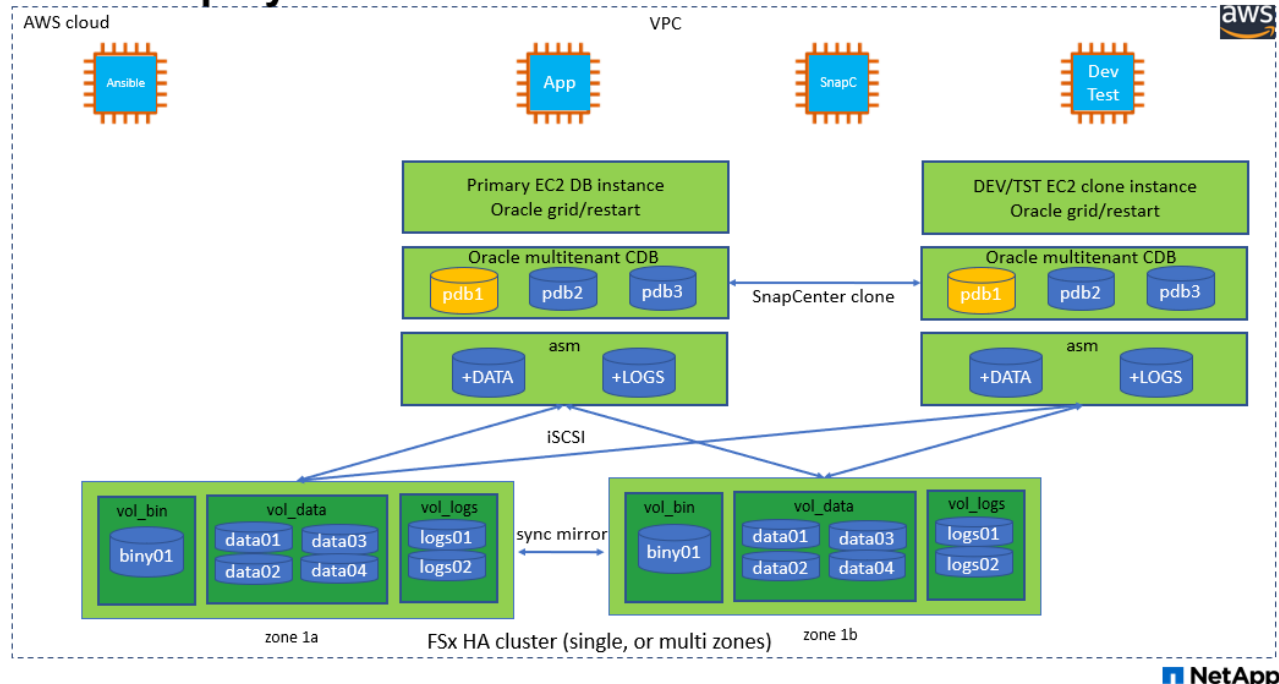 AWS cloud
VPC
aws
Ansible
App
SnapC
Dev
Test
Primary EC2 DB instance
Oracle grid/restart
DEV/TST EC2 clone instance
Oracle grid/restart
Oracle multitenant CDB
pdb1
pdb2
pdb3
SnapCenter clone
Oracle multitenant CDB
pdb1
pdb2
pdb3
asm
+DATA
+LOGS
asm
+DATA
+LOGS
iSCSI
vol_bin
biny01
vol_data
data01
data03
data02
data04
vol_logs
logs01
logs02
sync mirror
vol_bin
biny01
vol_data
data01
data03
data02
data04
vol_logs
logs01
logs02
zone 1a
FSx HA cluster (single, or multi zones)
zone 1b
NetApp